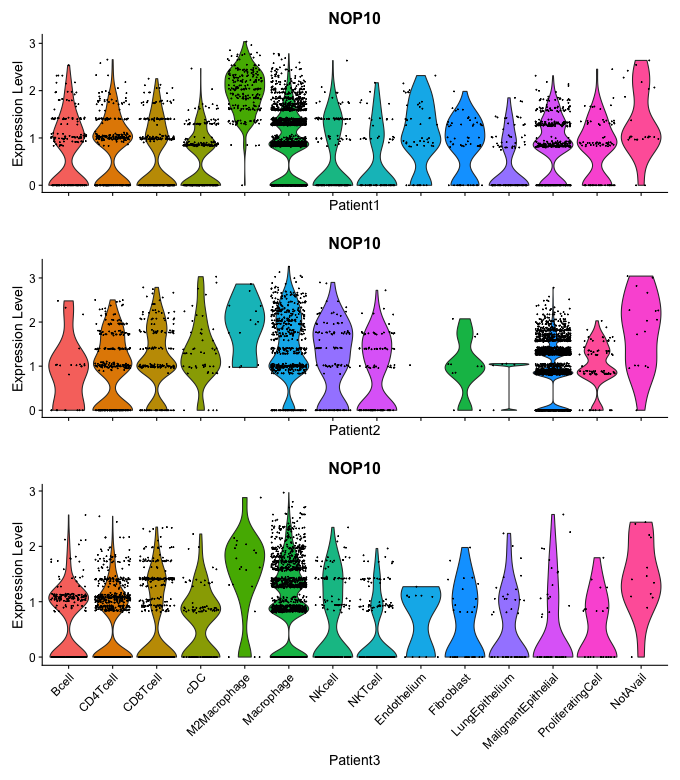 NOP10
Expression Level
3
2
1
0
Patient1
NOP10
Expression Level
3
2
1
0
Patient2
NOP10
Expression Level
3
2
1
0
Bcell
CD4Tcell
CD8Tcell
cDC
M2Macrophage
Macrophage
NKcell
NKTcell
Endothelium
Fibroblast
LungEpithelium
MalignantEpithelial
ProliferatingCell
NotAvail
Patient3